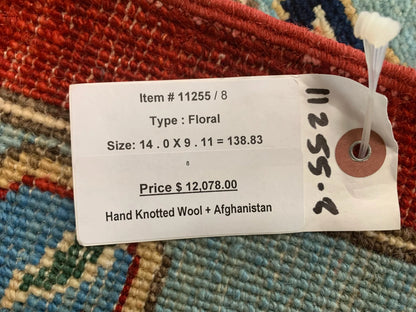 Item # 11255 / 8
Type : Floral
Size: 14 . 0 X 9 . 11 = 138.83
8
Price $ 12,078.00
Hand Knotted Wool + Afghanistan
11255-8